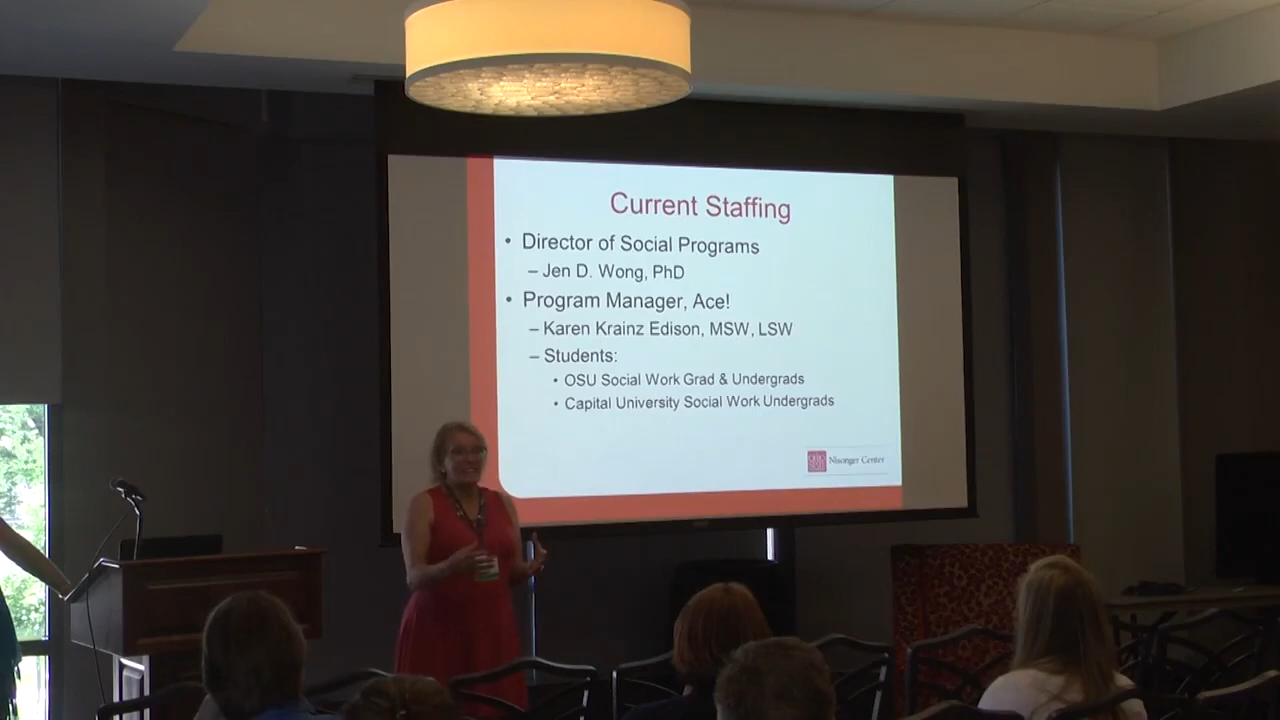 Current Staffing
• Director of Social Programs
– Jen D. Wong, PhD
• Program Manager, Ace!
– Karen Krainz Edison, MSW, LSW
– Students:
• OSU Social Work Grad & Undergrads
• Capital University Social Work Undergrads
Nisonger Center